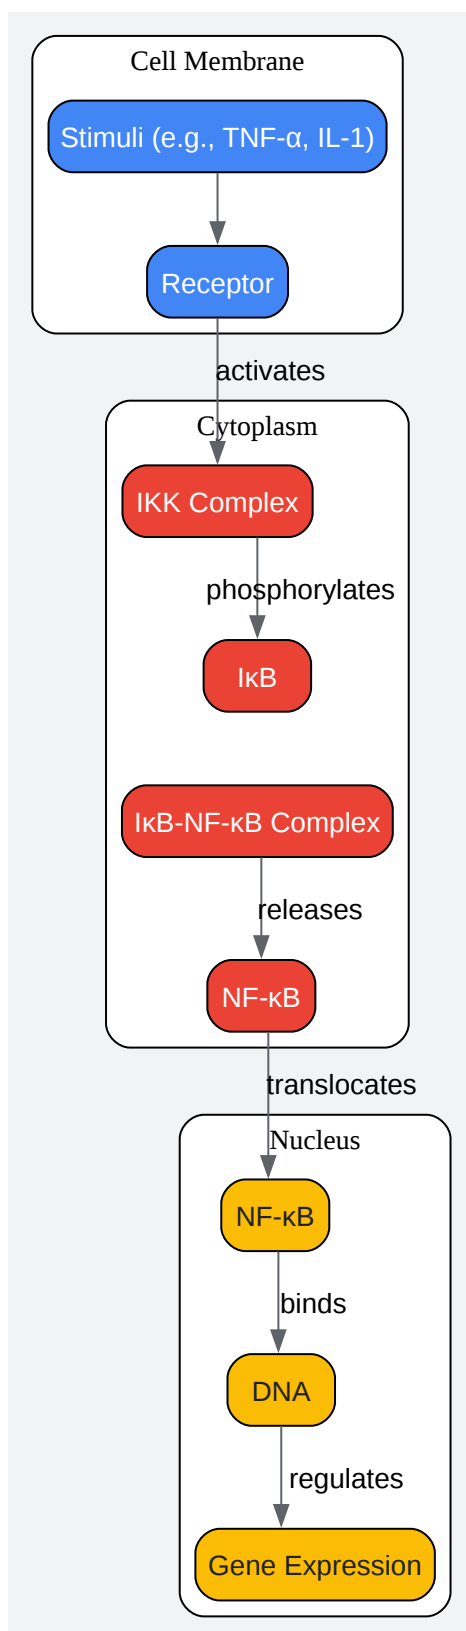 Cell Membrane
Stimuli (e.g., TNF-α, IL-1)
Receptor
activates
Cytoplasm
IKK Complex
phosphorylates
IκB
IκB-NF-κB Complex
releases
NF-κB
translocates
Nucleus
NF-κB
binds
DNA
regulates
Gene Expression